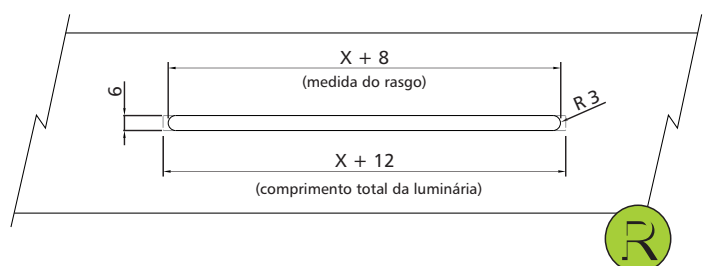 X + 8
(medida do rasgo)
6
R 3
X + 12
(comprimento total da luminária)
R